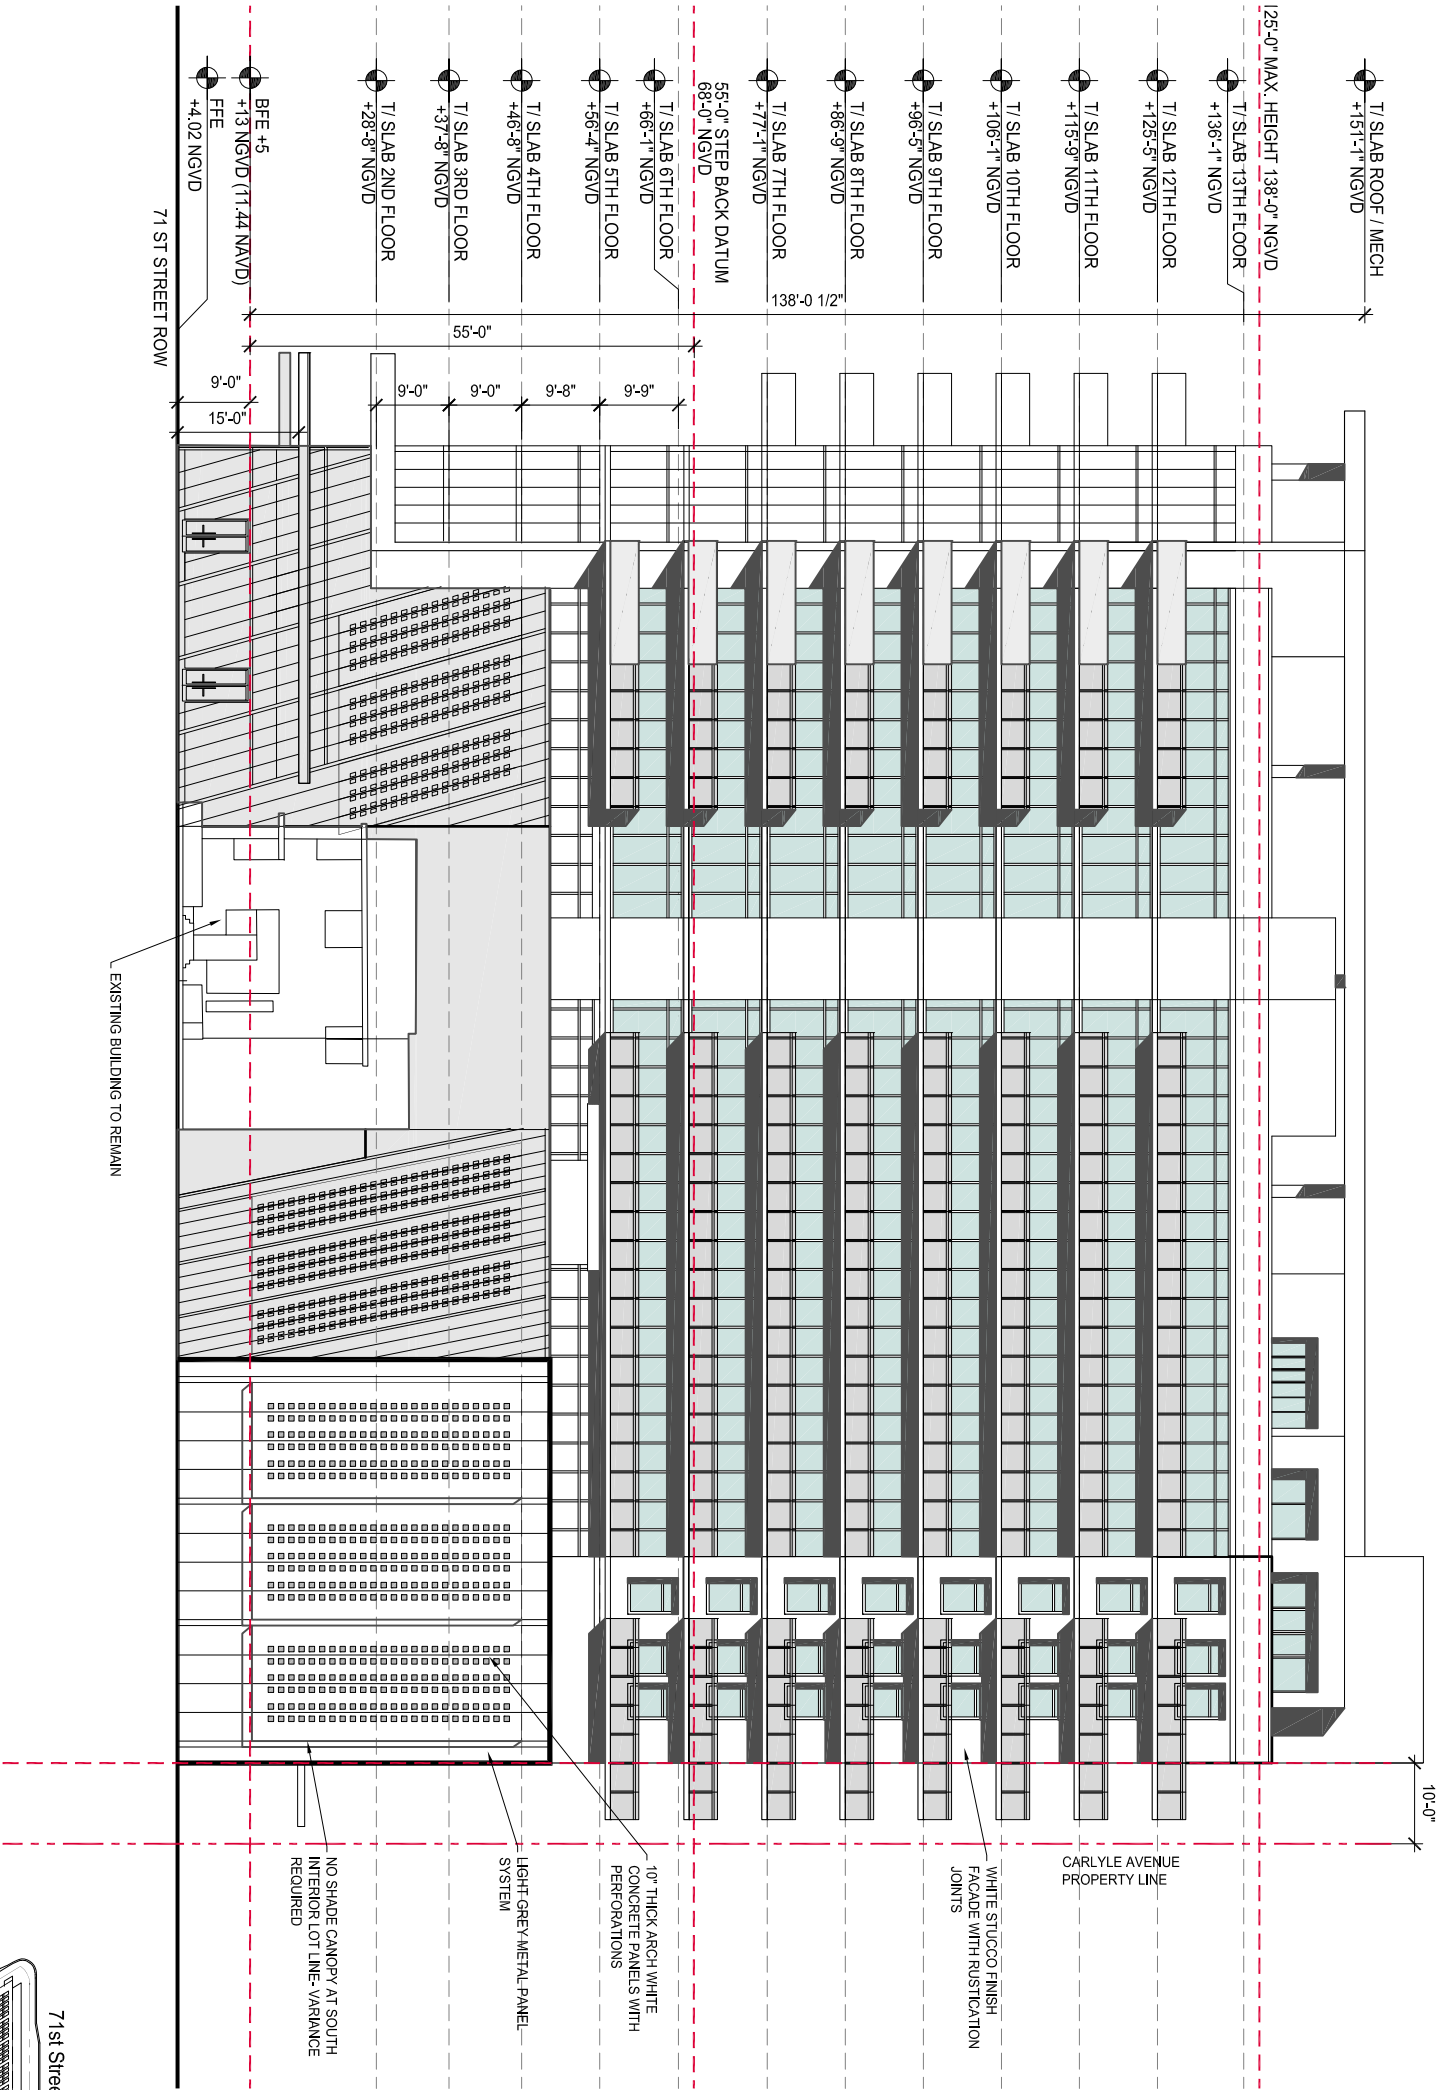 T/ SLAB ROOF / MECH
+151'-1" NGVD
125'-0" MAX. HEIGHT 138'-0" NGVD
T/ SLAB 13TH FLOOR
+136'-1" NGVD
T/ SLAB 12TH FLOOR
+125'-5" NGVD
T/ SLAB 11TH FLOOR
+115'-9" NGVD
T/ SLAB 10TH FLOOR
+106'-1" NGVD
T/ SLAB 9TH FLOOR
+96'-5" NGVD
T/ SLAB 8TH FLOOR
+86'-9" NGVD
T/ SLAB 7TH FLOOR
+77'-1" NGVD
55'-0" STEP BACK DATUM
68'-0" NGVD
T/ SLAB 6TH FLOOR
+66'-1" NGVD
T/ SLAB 5TH FLOOR
+56'-4" NGVD
T/ SLAB 4TH FLOOR
+46'-8" NGVD
T/ SLAB 3RD FLOOR
+37'-8" NGVD
T/ SLAB 2ND FLOOR
+28'-8" NGVD
BFE +5
+13 NGVD (11.44 NAVD)
FFE
+4.02 NGVD
71 ST STREET ROW
138'-0 1/2"
55'-0"
9'-0"
15'-0"
9'-0"
9'-0"
9'-8"
9'-9"
EXISTING BUILDING TO REMAIN
10'-0"
CARLYLE AVENUE
PROPERTY LINE
WHITE STUCCO FINISH
FACADE WITH RUSTICATION
JOINTS
10" THICK ARCH WHITE
CONCRETE PANELS WITH
PERFORATIONS
LIGHT GREY METAL PANEL
SYSTEM
NO SHADE CANOPY AT SOUTH
INTERIOR LOT LINE- VARIANCE
REQUIRED
71st Stree